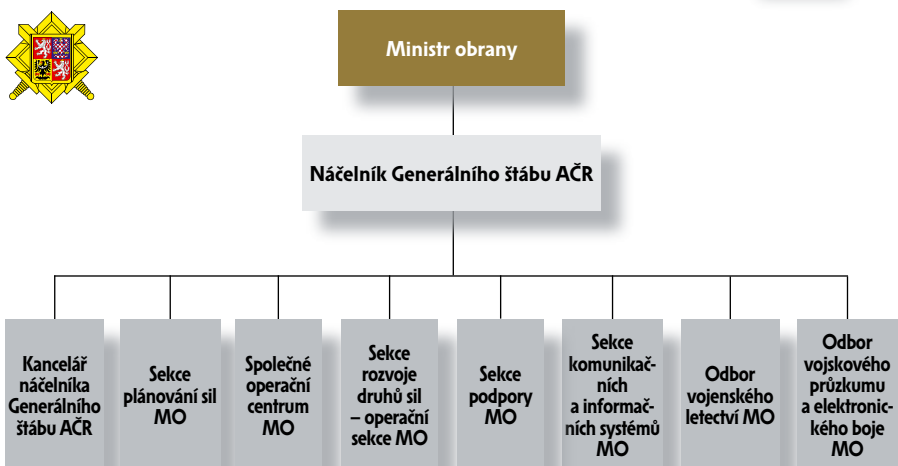 Ministr obrany
Náčelník Generálního štábu AČR
Kancelář
náčelníka
Generálního
štábu AČR
Sekce
plánování sil
MO
Společné
operační
centrum
MO
Sekce
rozvoje
druhů sil
– operační
sekce MO
Sekce
podpory
MO
Sekce
komunikač-
ních
a informač-
ních systémů
MO
Odbor
vojenského
letectví MO
Odbor
vojskového
průzkumu
a elektronic-
kého boje
MO